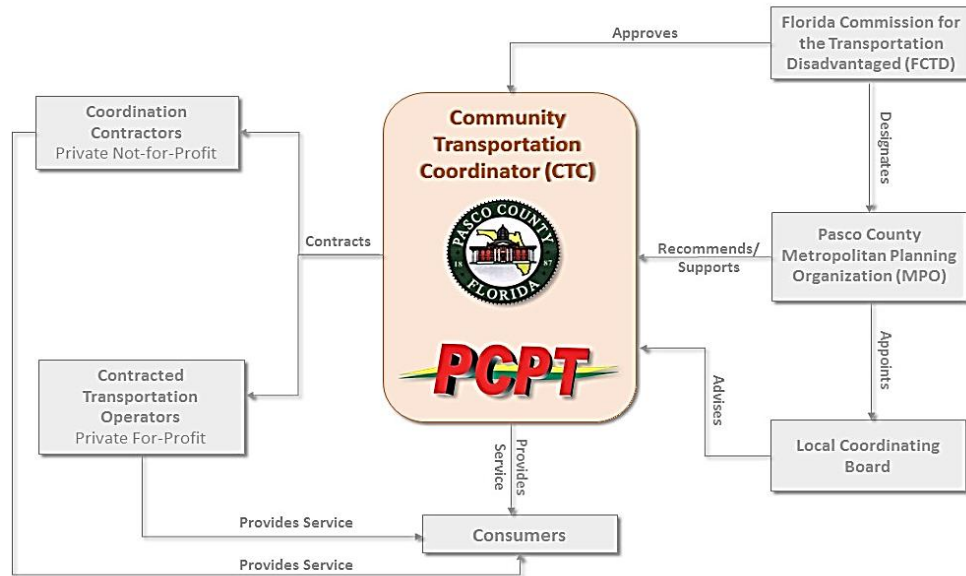 Florida Commission for
the Transportation
Disadvantaged (FCTD)
Approves
Designates
Coordination
Contractors
Private Not-for-Profit
Community
Transportation
Coordinator (CTC)
PASCO COUNTY
18 87
FLORIDA
PCPT
Contracts
Recommends/
Supports
Pasco County
Metropolitan Planning
Organization (MPO)
Appoints
Advises
Contracted
Transportation
Operators
Private For-Profit
Local Coordinating
Board
Provides
Service
Provides Service
Consumers
Provides Service